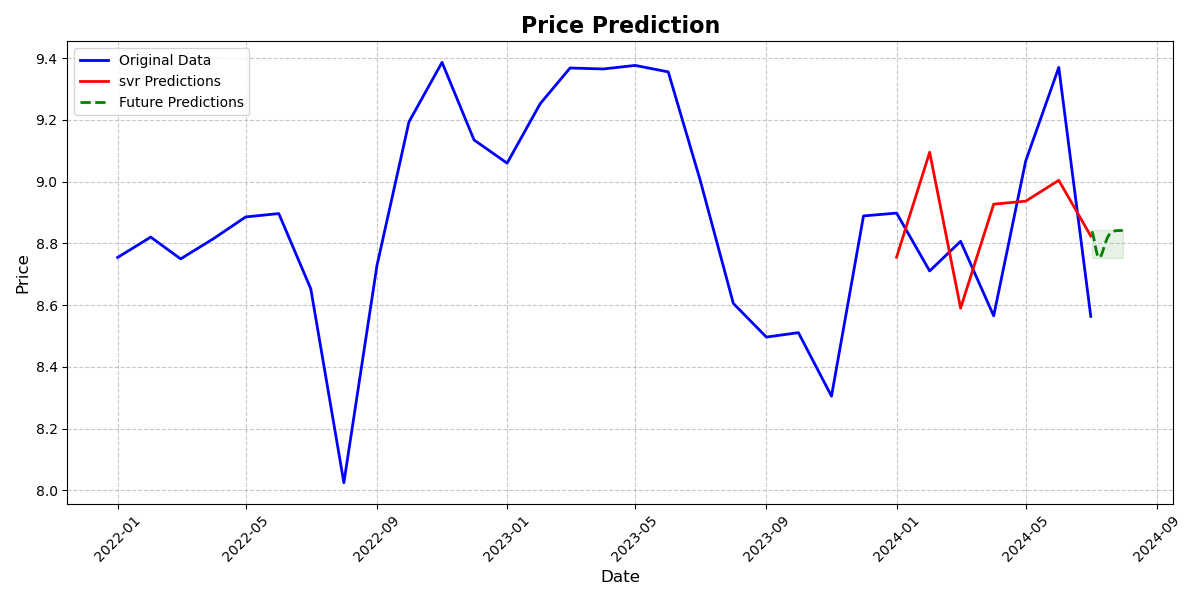 Price Prediction
Original Data
svr Predictions
Future Predictions
Price
9.4
9.2
9.0
8.8
8.6
8.4
8.2
8.0
2022-01
2022-05
2022-09
2023-01
2023-05
2023-09
2024-01
2024-05
2024-09
Date